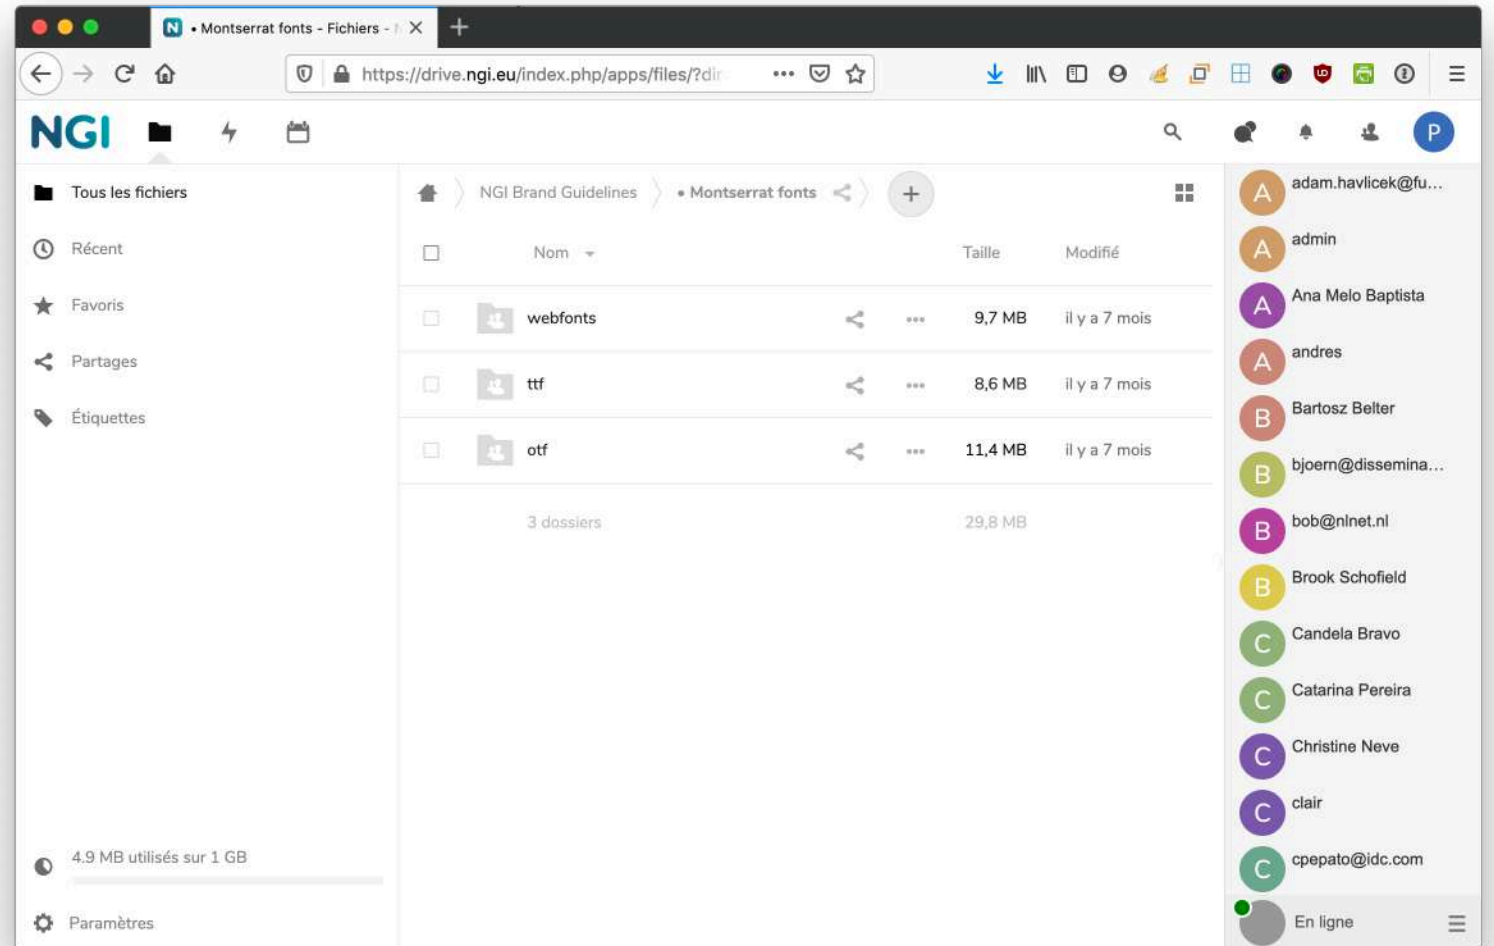 • Montserrat fonts - Fichiers -
https://drive.ngi.eu/index.php/apps/files/?dir
NGI
P
Tous les fichiers
Récent
Favoris
Partages
Étiquettes
NGI Brand Guidelines • Montserrat fonts
Nom Taille Modifié
webfonts 9,7 MB il y a 7 mois
ttf 8,6 MB il y a 7 mois
otf 11,4 MB il y a 7 mois
3 dossiers 29,8 MB
A adam.havlicek@fu...
A admin
A Ana Melo Baptista
A andres
B Bartosz Belter
B bjoern@dissemina...
B bob@nlnet.nl
B Brook Schofield
C Candela Bravo
C Catarina Pereira
C Christine Neve
C clair
C cpepato@idc.com
En ligne
4.9 MB utilisés sur 1 GB
Paramètres